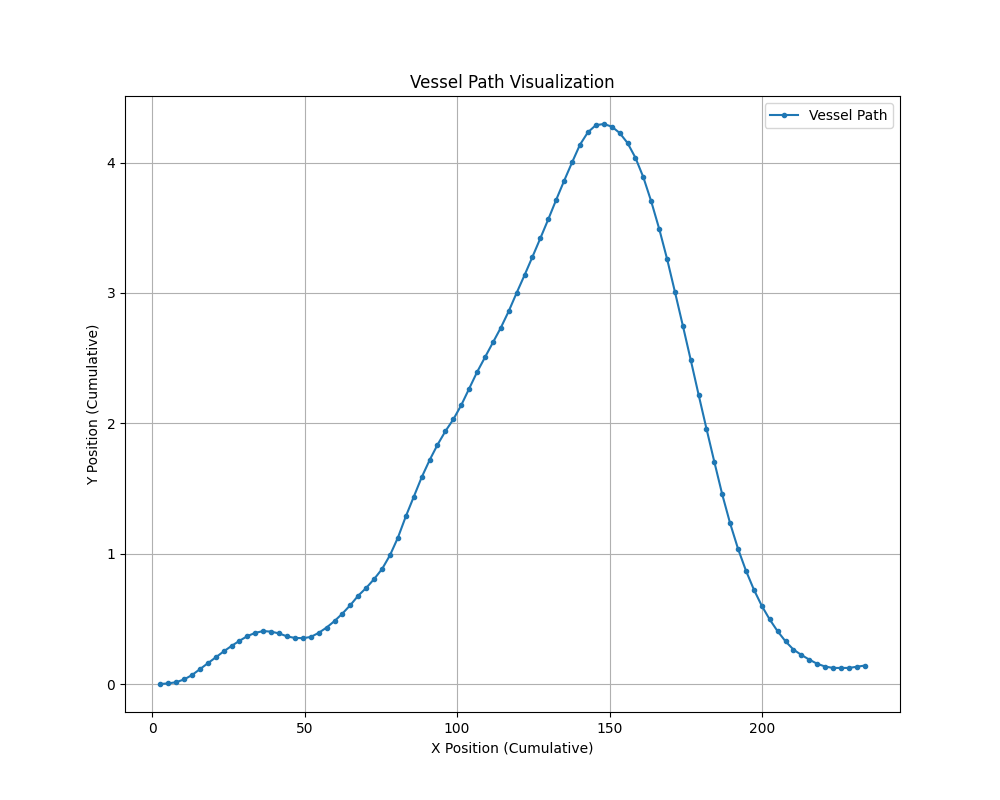 Vessel Path Visualization
Vessel Path
Y Position (Cumulative)
4
3
2
1
0
0 50 100 150 200
X Position (Cumulative)